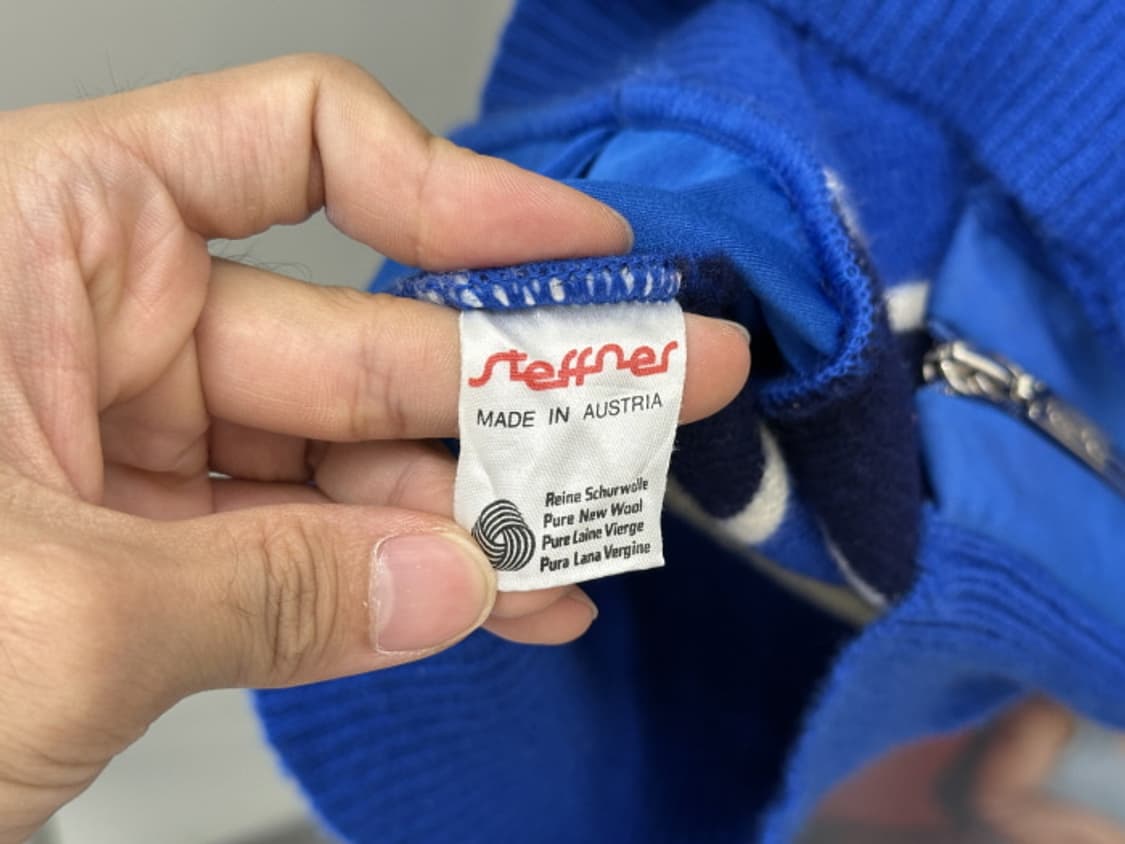 steffner
MADE IN AUSTRIA
Reine Schurwolle
Pure New Wool
Pure Laine Vierge
Pura Lana Vergine